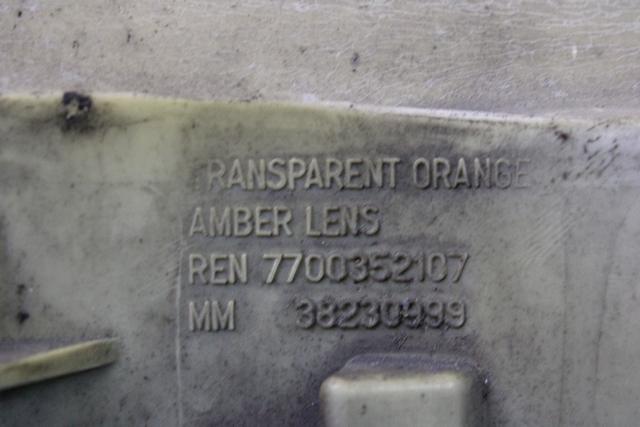 TRANSPARENT ORANGE
AMBER LENS
REN 7700352107
MM 38230999